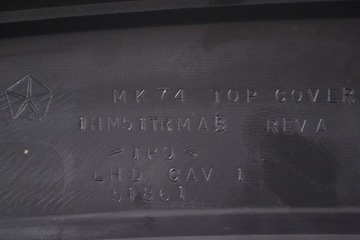 MK74 TOP COVER
1HM51TRMAB REV A
>TPO<
LHD CAV 1
51861